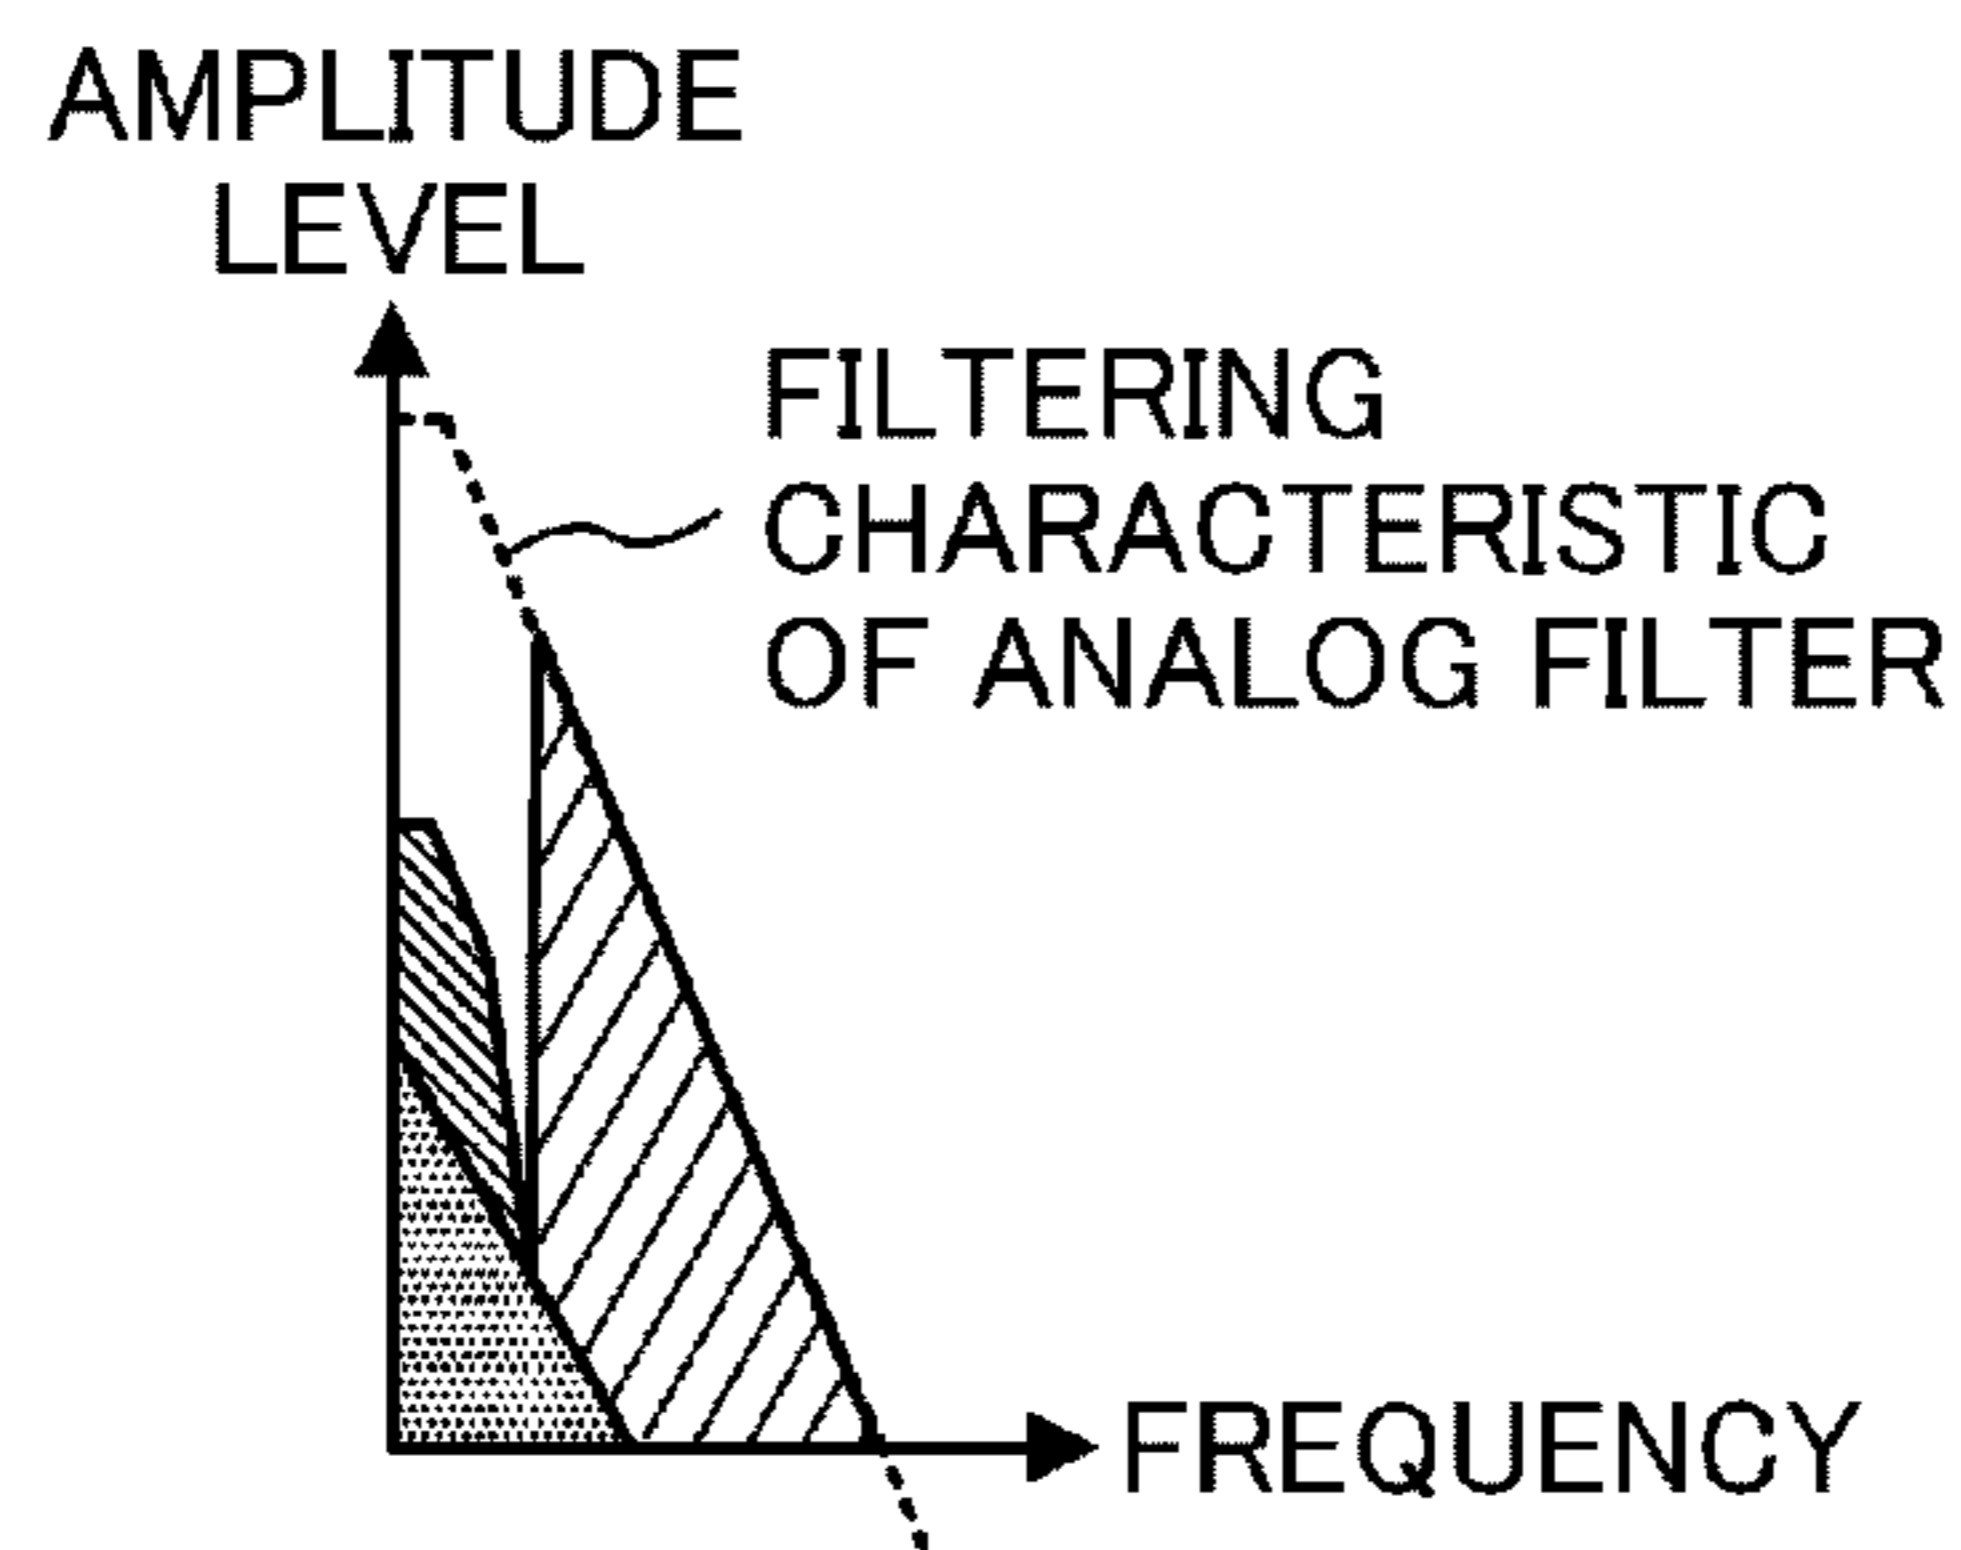 AMPLITUDE
LEVEL
FILTERING
CHARACTERISTIC
OF ANALOG FILTER
FREQUENCY